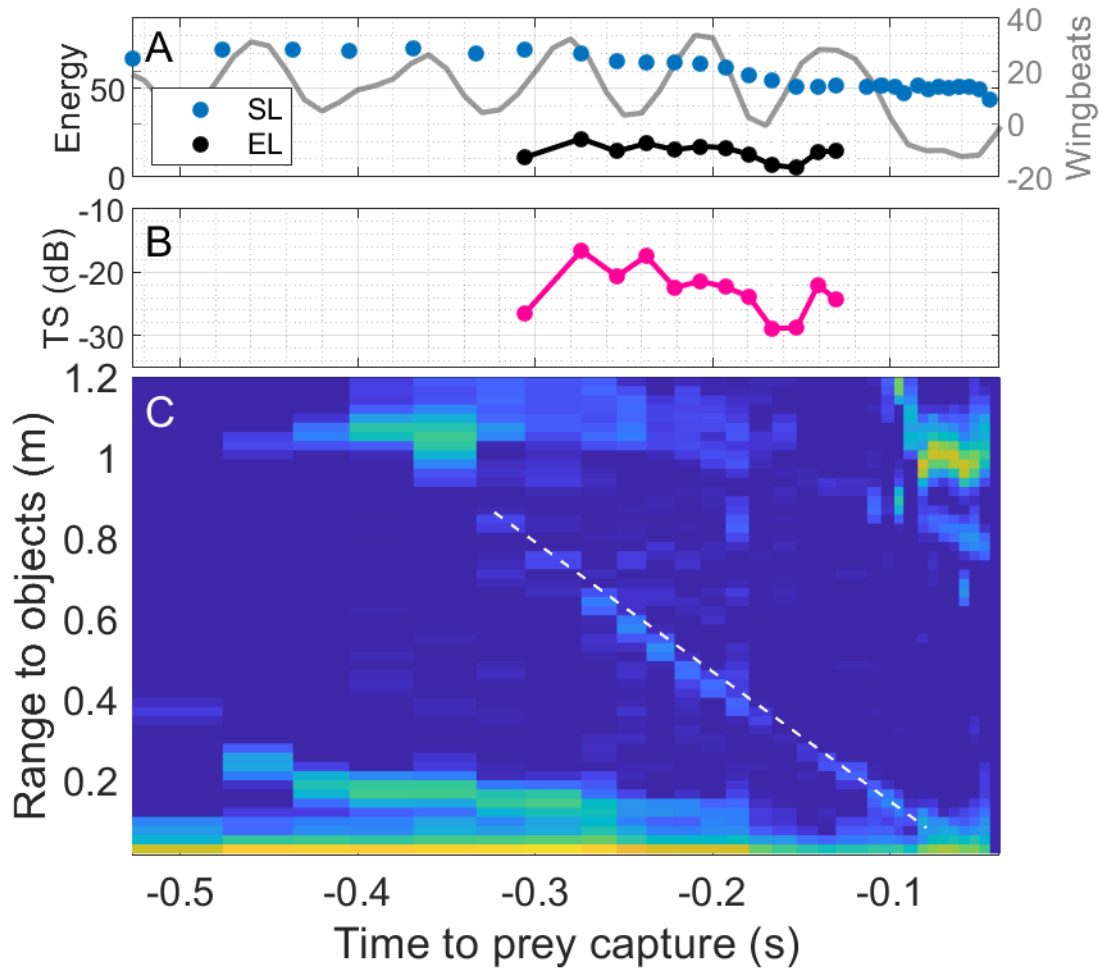 A
Energy
50
0
SL
EL
40
20
0
-20
Wingbeats
B
TS (dB)
-10
-20
-30
C
Range to objects (m)
1.2
1
0.8
0.6
0.4
0.2
-0.5 -0.4 -0.3 -0.2 -0.1
Time to prey capture (s)